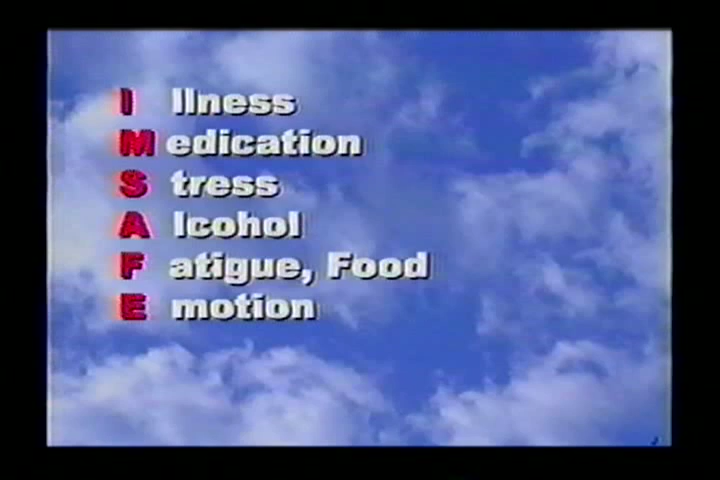 I llness
M edication
S tress
A lcohol
F atigue, Food
E motion